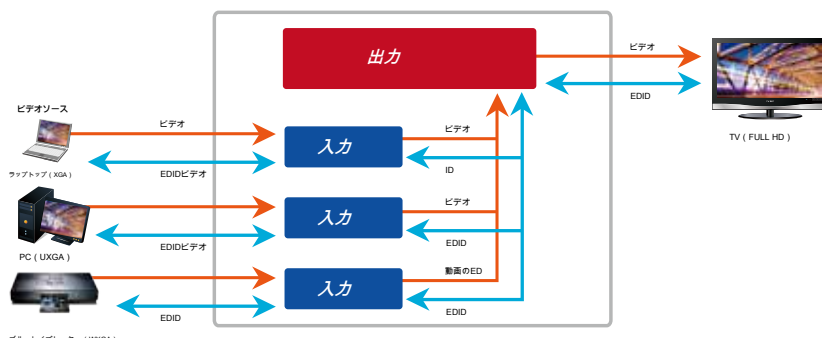 出力
ビデオ
EDID
TV ( FULL HD )
ビデオソース
ビデオ
EDIDビデオ
ラップトップ ( XGA )
入力
ビデオ
ID
EDIDビデオ
PC ( UXGA )
入力
ビデオ
EDID
EDID
入力
動画のED
EDID